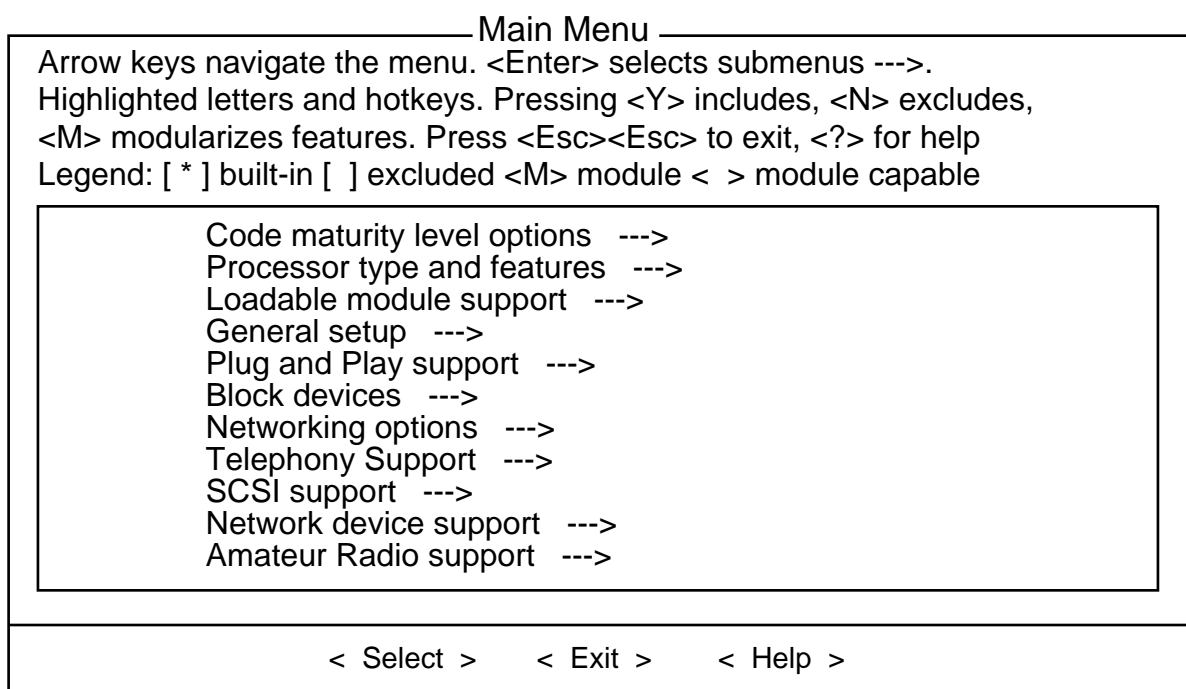 Main Menu
Arrow keys navigate the menu. <Enter> selects submenus --->.
Highlighted letters and hotkeys. Pressing <Y> includes, <N> excludes,
<M> modularizes features. Press <Esc><Esc> to exit, <?> for help
Legend: [ * ] built-in [  ] excluded <M> module <  > module capable
Code maturity level options   --->
Processor type and features   --->
Loadable module support   --->
General setup   --->
Plug and Play support   --->
Block devices   --->
Networking options   --->
Telephony Support   --->
SCSI support   --->
Network device support   --->
Amateur Radio support   --->
< Select >   < Exit >   < Help >